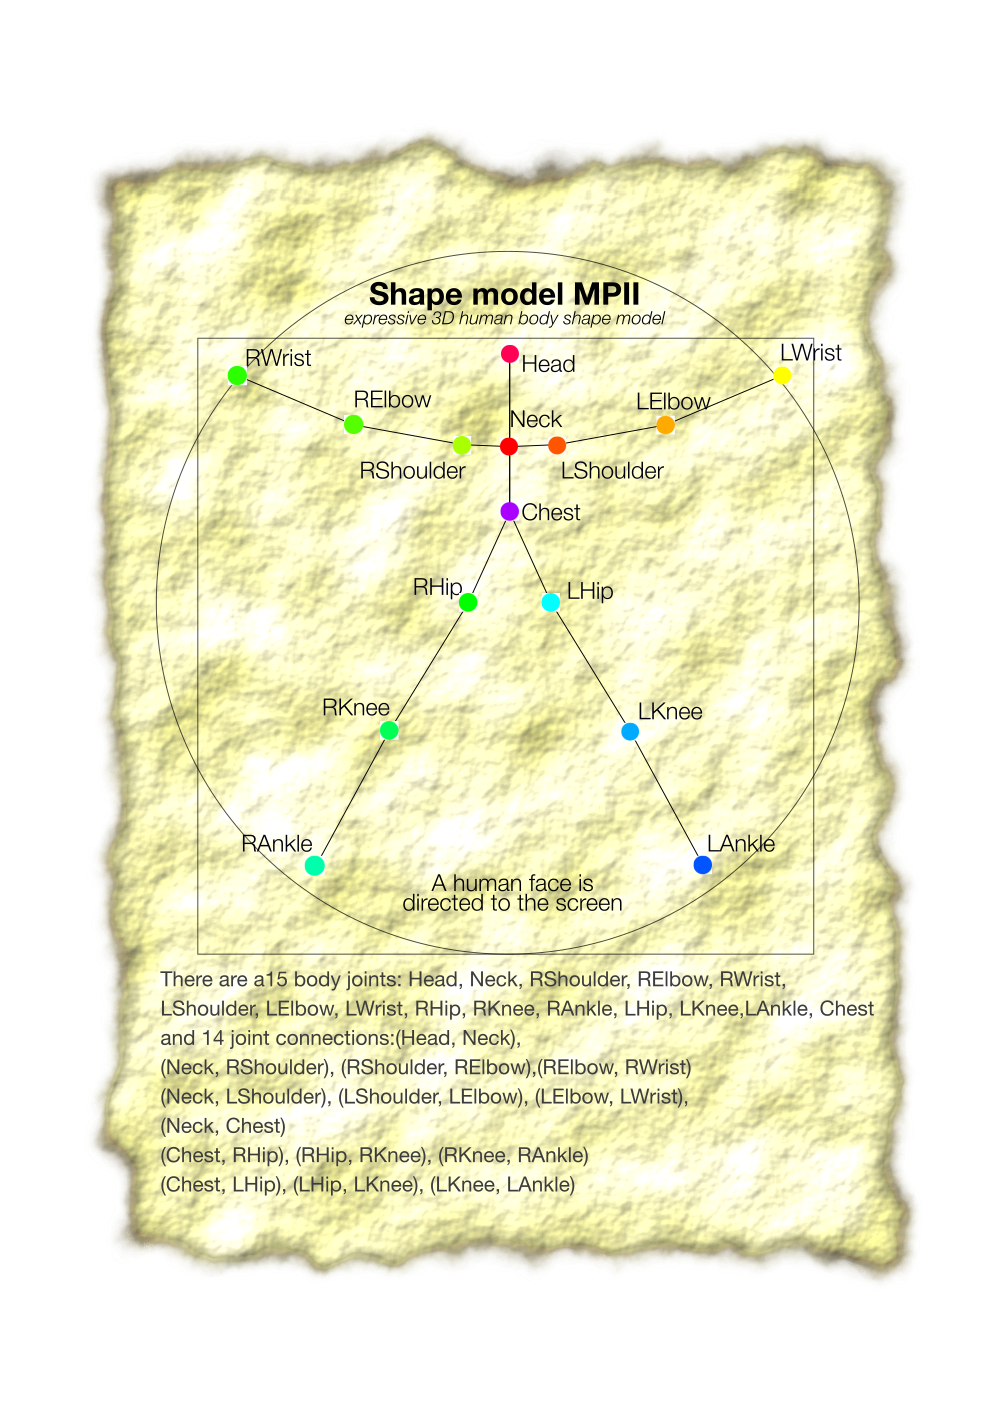 Shape model MPII
expressive 3D human body shape model
RWrist
Head
LWrist
RElbow
LElbow
Neck
RShoulder
LShoulder
Chest
RHip
LHip
RKnee
LKnee
RAnkle
LAnkle
A human face is
directed to the screen
There are a15 body joints: Head, Neck, RShoulder, RElbow, RWrist,
LShoulder, LElbow, LWrist, RHip, RKnee, RAnkle, LHip, LKnee,LAnkle, Chest
and 14 joint connections:(Head, Neck),
(Neck, RShoulder), (RShoulder, RElbow),(RElbow, RWrist)
(Neck, LShoulder), (LShoulder, LElbow), (LElbow, LWrist),
(Neck, Chest)
(Chest, RHip), (RHip, RKnee), (RKnee, RAnkle)
(Chest, LHip), (LHip, LKnee), (LKnee, LAnkle)